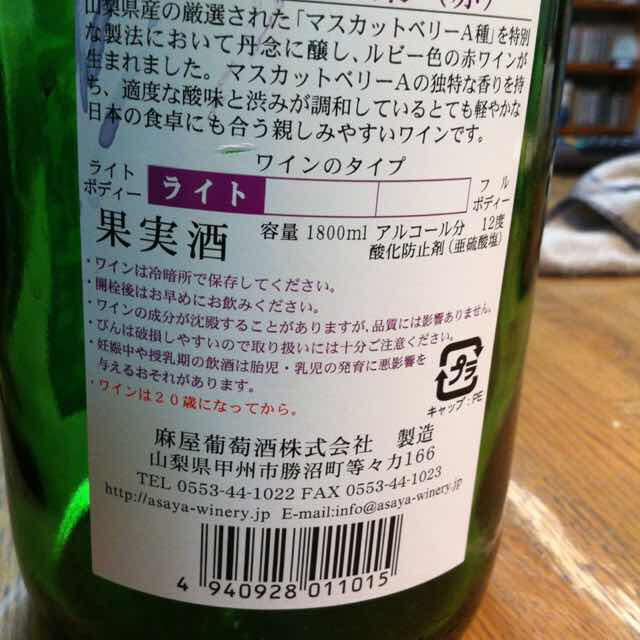 (赤)
山梨県産の厳選された「マスカットベリーA種」を特別
な製法において丹念に醸し、ルビー色の赤ワインが
生まれました。マスカットベリーAの独特な香りを持
ち、適度な酸味と渋みが調和しているとても軽やかな
日本の食卓にも合う親しみやすいワインです。
ワインのタイプ
ライト
ボディー
ライト
フル
ボディー
果実酒
容量 1800ml アルコール分 12度
酸化防止剤(亜硫酸塩)
・ワインは冷暗所で保存してください。
・開栓後はお早めにお飲みください。
・ワインの成分が沈殿することがありますが、品質には影響ありません。
・びんは破損しやすいので取り扱いには十分ご注意ください。
・妊娠中や授乳期の飲酒は胎児・乳児の発育に悪影響を
与えるおそれがあります。
・ワインは20歳になってから。
プラ
キャップ:PE
麻屋葡萄酒株式会社 製造
山梨県甲州市勝沼町等々力166
TEL 0553-44-1022 FAX 0553-44-1023
http://asaya-winery.jp E-mail:info@asaya-winery.jp
4 940928 011015